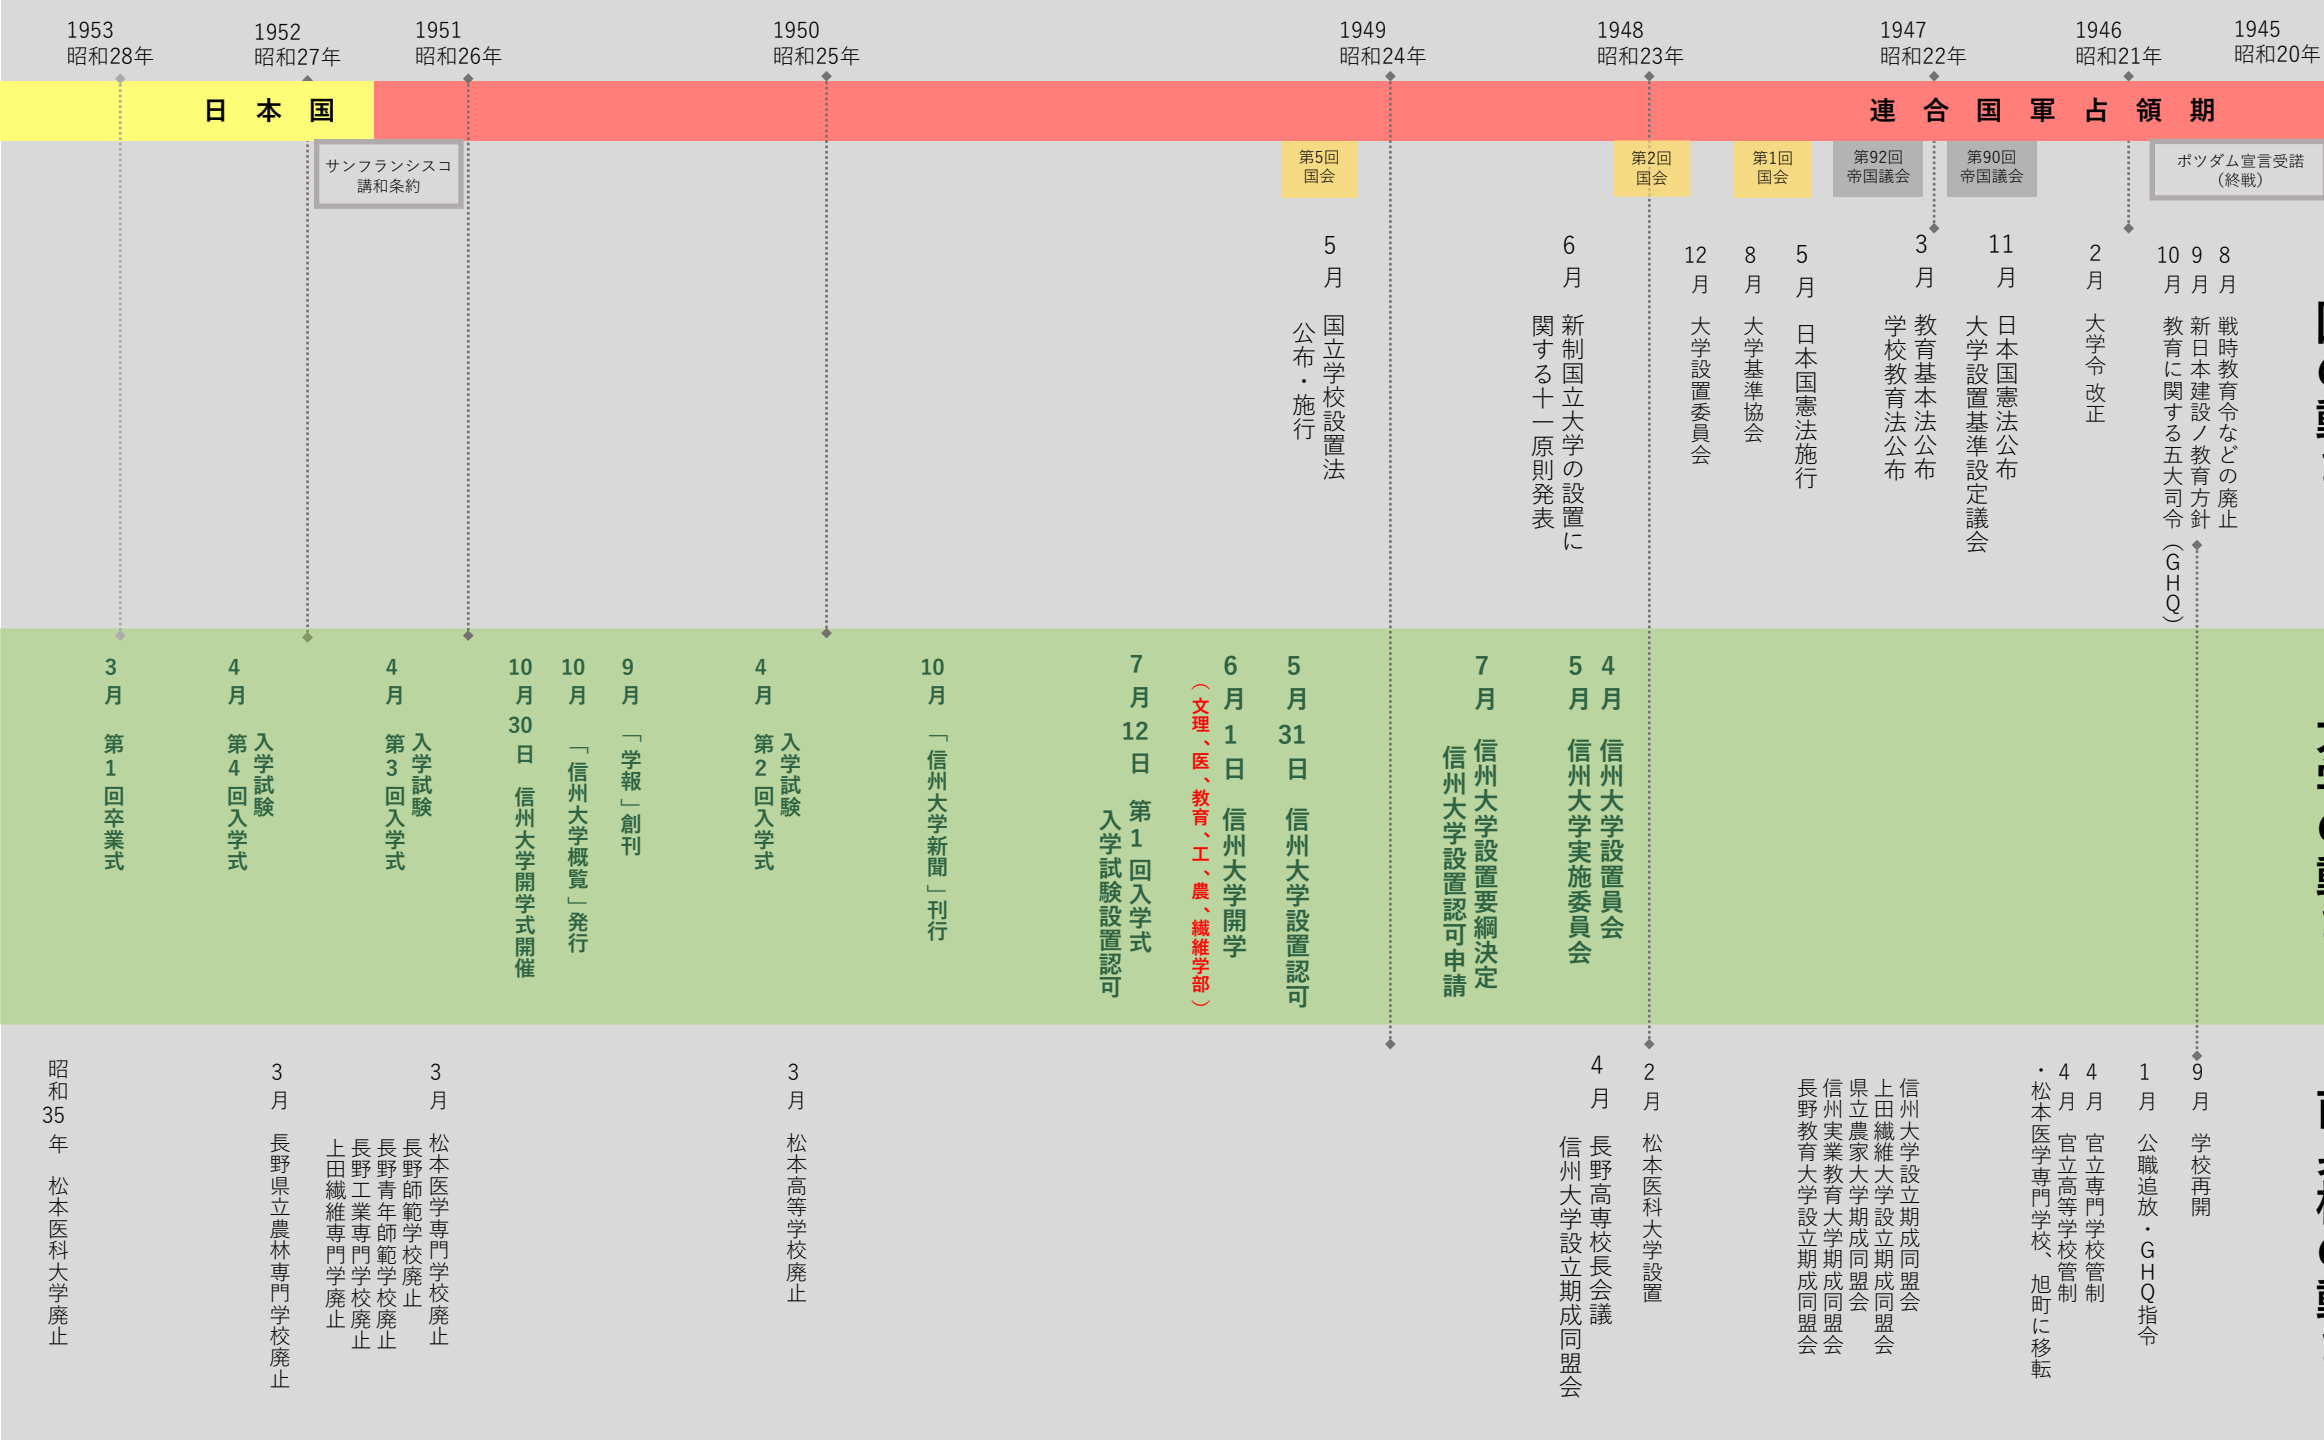 1945
昭和20年
1946
昭和21年
1947
昭和22年
1948
昭和23年
1949
昭和24年
1950
昭和25年
1951
昭和26年
1952
昭和27年
1953
昭和28年
連合国軍占領期
日本国
ポツダム宣言受諾
（終戦）
第90回
帝国議会
第92回
帝国議会
第1回
国会
第2回
国会
第5回
国会
サンフランシスコ
講和条約
8月 戦時教育令などの廃止
9月 新日本建設ノ教育方針
10月 教育に関する五大司令（GHQ）
2月 大学令 改正
11月 日本国憲法公布
大学設置基準設定議会
3月 教育基本法公布
学校教育法公布
5月 日本国憲法施行
8月 大学基準協会
12月 大学設置委員会
6月 新制国立大学の設置に
関する十一原則発表
5月 国立学校設置法
公布・施行
4月 信州大学設置員会
5月 信州大学実施委員会
7月 信州大学設置要綱決定
信州大学設置認可申請
5月31日 信州大学設置認可
6月1日 信州大学開学
（文理、医、教育、工、農、繊維学部）
7月12日 第1回入学式
入学試験設置認可
10月 「信州大学新聞」刊行
入学試験
4月 第2回入学式
9月 「学報」創刊
10月 「信州大学概覧」発行
10月30日 信州大学開学式開催
入学試験
4月 第3回入学式
入学試験
4月 第4回入学式
3月 第1回卒業式
9月 学校再開
1月 公職追放・GHQ指令
4月 官立専門学校管制
4月 官立高等学校管制
・松本医学専門学校、旭町に移転
信州大学設立期成同盟会
上田繊維大学設立期成同盟会
県立農家大学期成同盟会
信州実業教育大学期成同盟会
長野教育大学設立期成同盟会
2月 松本医科大学設置
4月 長野高専校長会議
信州大学設立期成同盟会
3月 松本高等学校廃止
3月 松本医学専門学校廃止
長野師範学校廃止
長野青年師範学校廃止
長野工業専門学校廃止
上田繊維専門学廃止
3月 長野県立農林専門学校廃止
昭和35年 松本医科大学廃止